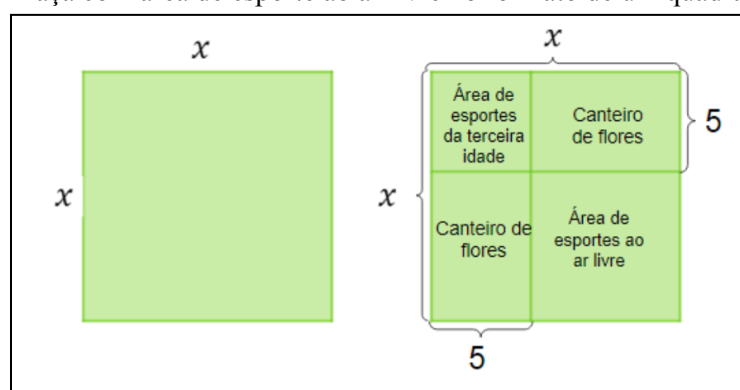 x
x
x
x
Área de
esportes
da terceira
idade
Canteiro
de flores
5
Canteiro de
flores
Área de
esportes ao
ar livre
5